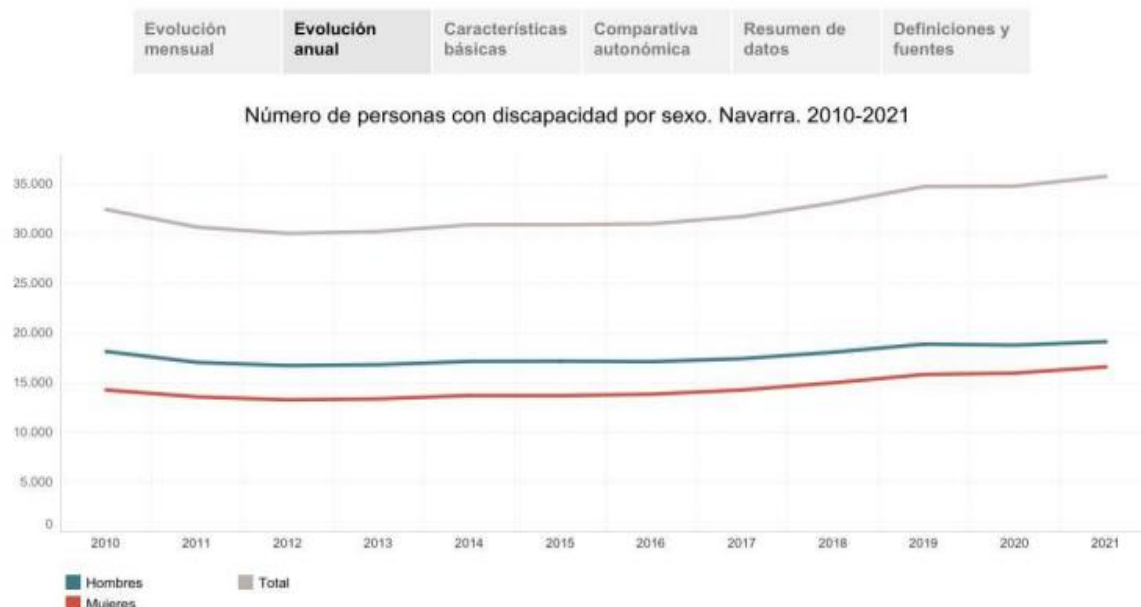 Evolución mensual
Evolución anual
Características básicas
Comparativa autonómica
Resumen de datos
Definiciones y fuentes
Número de personas con discapacidad por sexo. Navarra. 2010-2021
35.000
30.000
25.000
20.000
15.000
10.000
5.000
0
2010 2011 2012 2013 2014 2015 2016 2017 2018 2019 2020 2021
Hombres Total
Mujeres